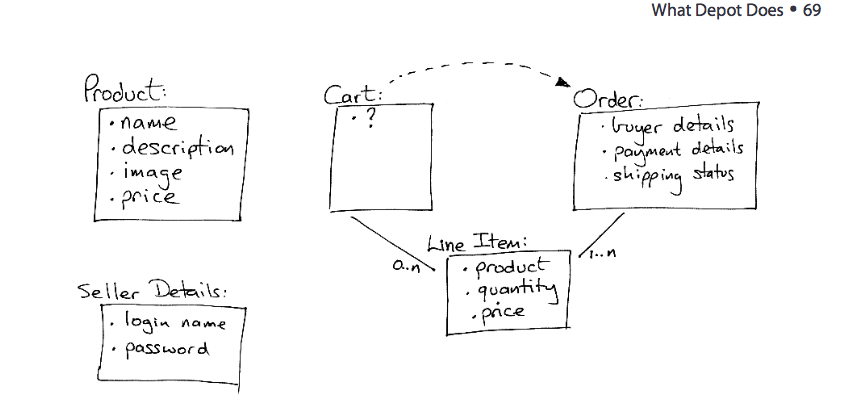 What Depot Does • 69
Product:
· name
· description
· image
· price
Cart:
· ?
Order:
· buyer details
· payment details
· shipping status
Line Item:
0..n
1..n
· product
· quantity
· price
Seller Details:
· login name
· password